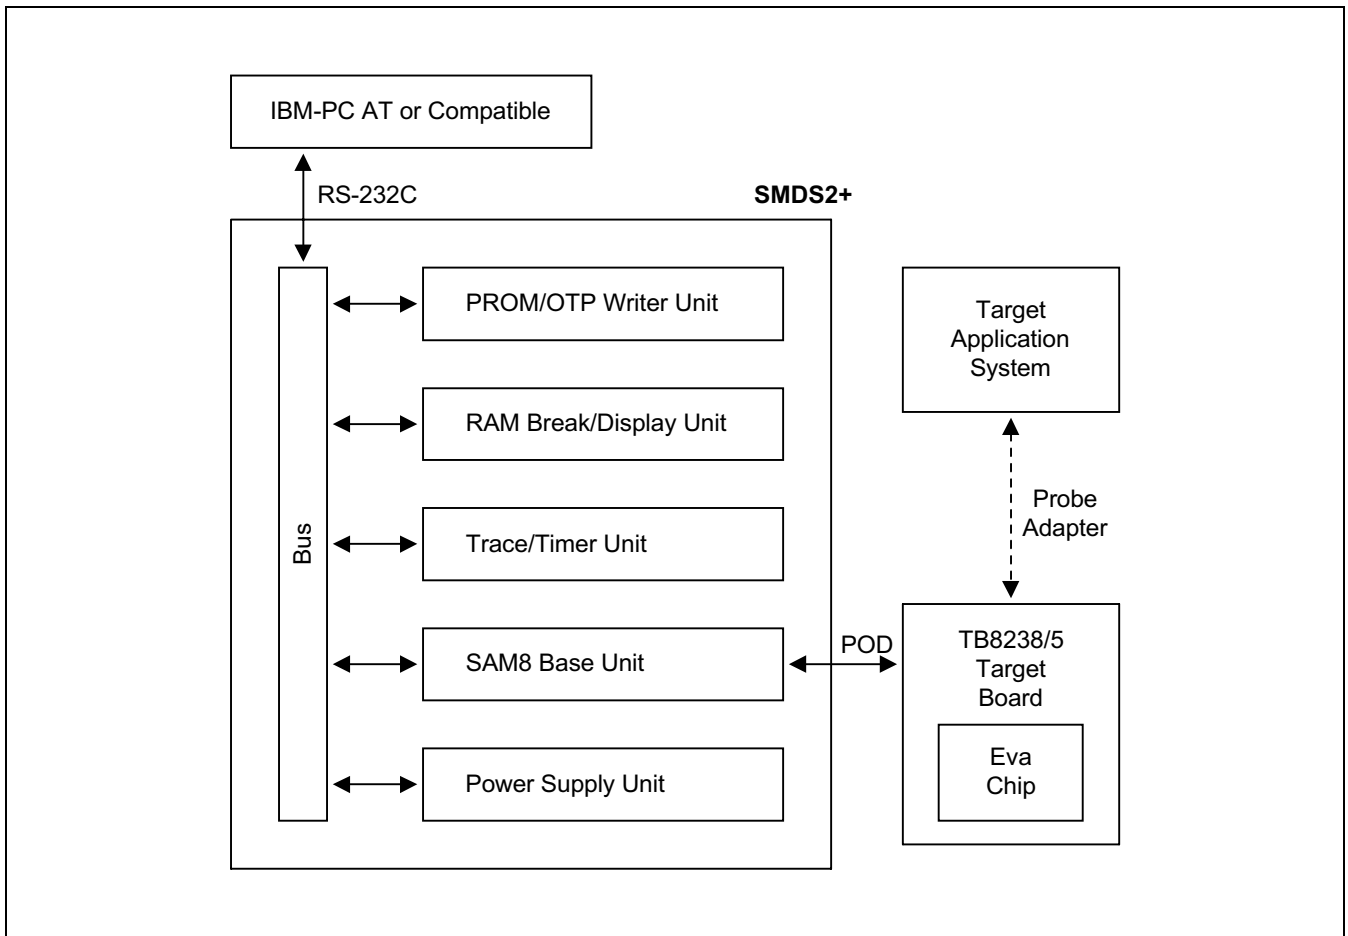 IBM-PC AT or Compatible
RS-232C
SMDS2+
Bus
PROM/OTP Writer Unit
RAM Break/Display Unit
Trace/Timer Unit
SAM8 Base Unit
Power Supply Unit
POD
Target
Application
System
Probe
Adapter
TB8238/5
Target
Board
Eva
Chip